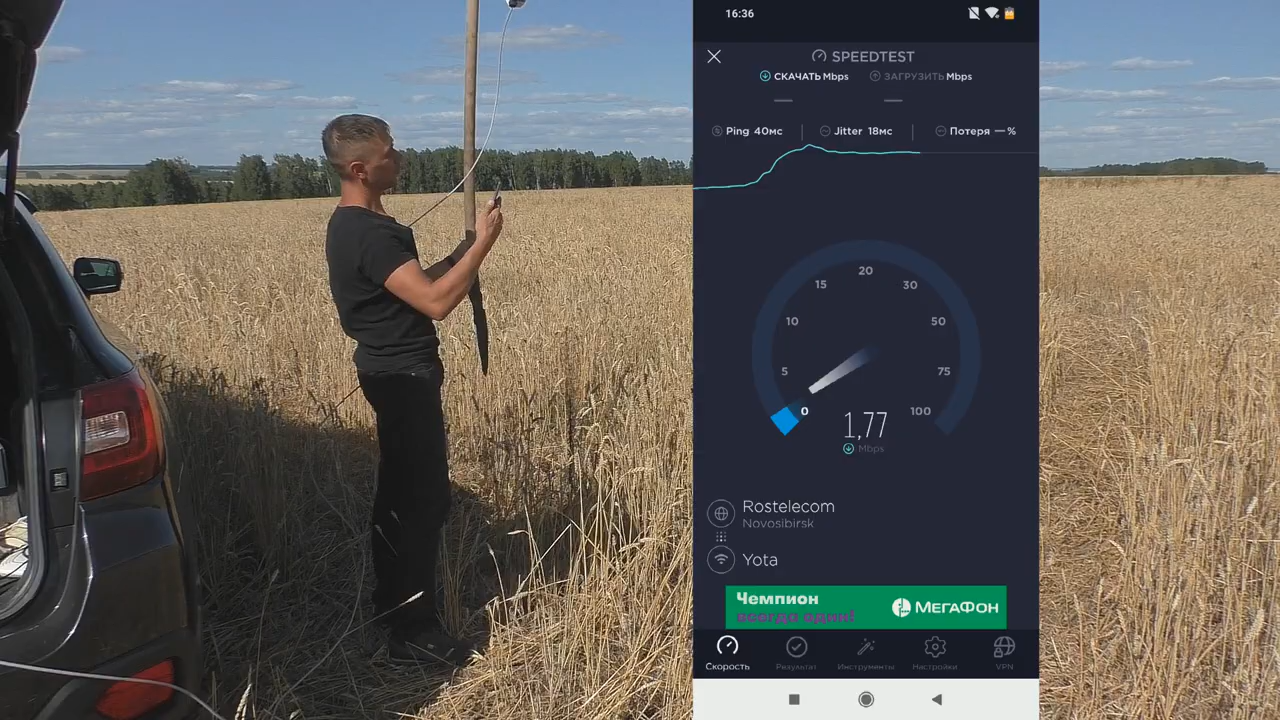 16:36
SPEEDTEST
СКАЧАТЬ Mbps
ЗАГРУЗИТЬ Mbps
— —
Ping 40мс
Jitter 18мс
Потеря — %
20
15
30
10
50
5
75
0
100
1,77
Mbps
Rostelecom
Novosibirsk
Yota
Чемпион
всегда один!
МЕГАФОН
Скорость
Результат
Инструменты
Настройки
VPN